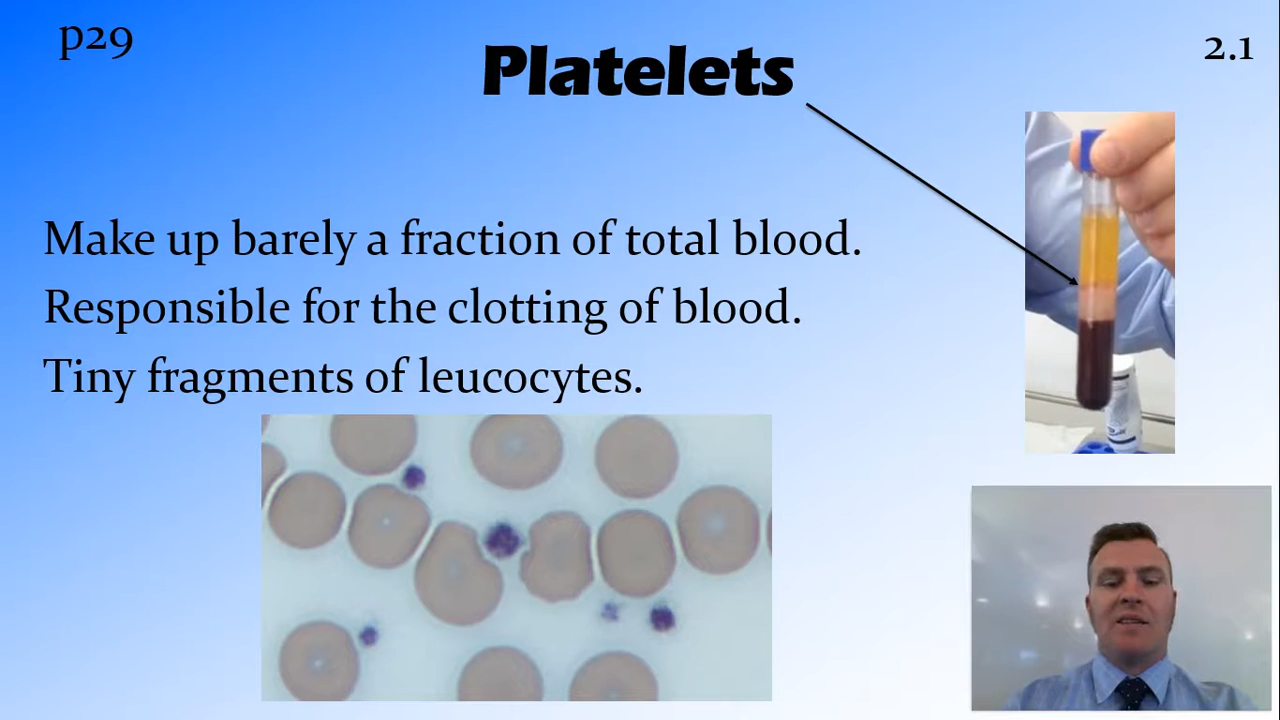 p29
Platelets
2.1
Make up barely a fraction of total blood.
Responsible for the clotting of blood.
Tiny fragments of leucocytes.